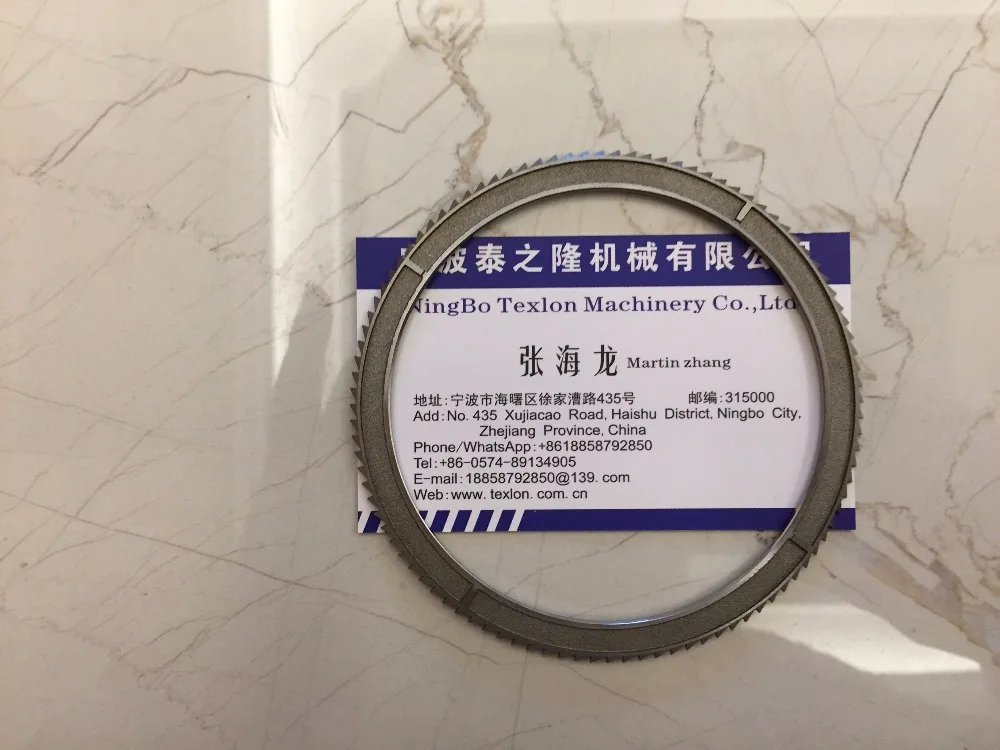 波泰之隆机械有限
NingBo Texlon Machinery Co.,Ltd
张海龙 Martin zhang
地址:宁波市海曙区徐家漕路435号 邮编:315000
Add:No. 435 Xujiacao Road, Haishu District, Ningbo City,
Zhejiang Province, China
Phone/WhatsApp:+8618858792850
Tel:+86-0574-89134905
E-mail:18858792850@139.com
Web:www.texlon.com.cn